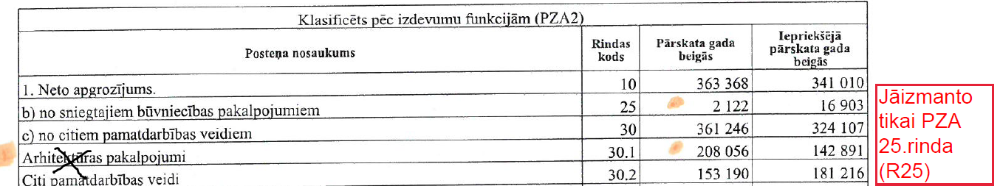 Klasificēts pēc izdevumu funkcijām (PZA2)
Posteņa nosaukums Rindas kods Pārskata gada beigās Iepriekšējā pārskata gada beigās
1. Neto apgrozījums. 10 363 368 341 010
b) no sniegtajiem būvniecības pakalpojumiem 25 2 122 16 903
c) no citiem pamatdarbības veidiem 30 361 246 324 107
Arhitektūras pakalpojumi 30.1 208 056 142 891
Citi pamatdarbības veidi 30.2 153 190 181 216
Jāizmanto
tikai PZA
25.rinda
(R25)